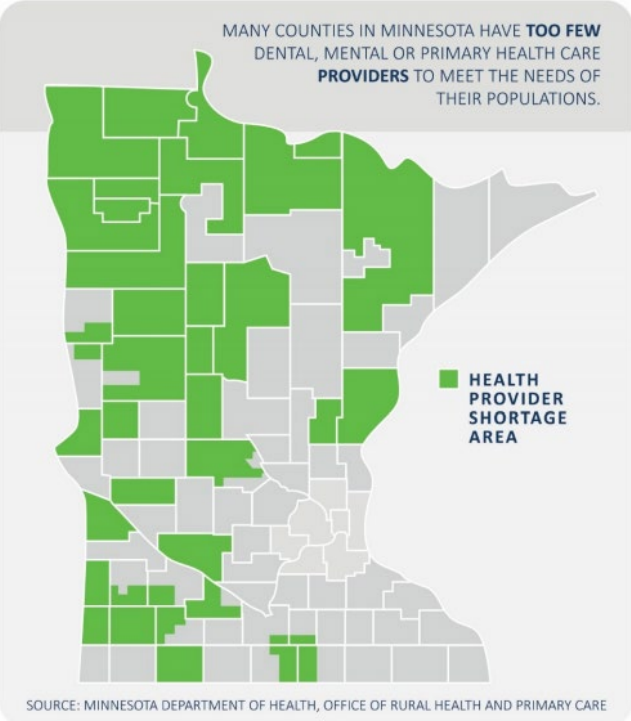 MANY COUNTIES IN MINNESOTA HAVE TOO FEW
DENTAL, MENTAL OR PRIMARY HEALTH CARE
PROVIDERS TO MEET THE NEEDS OF
THEIR POPULATIONS.
HEALTH
PROVIDER
SHORTAGE
AREA
SOURCE: MINNESOTA DEPARTMENT OF HEALTH, OFFICE OF RURAL HEALTH AND PRIMARY CARE